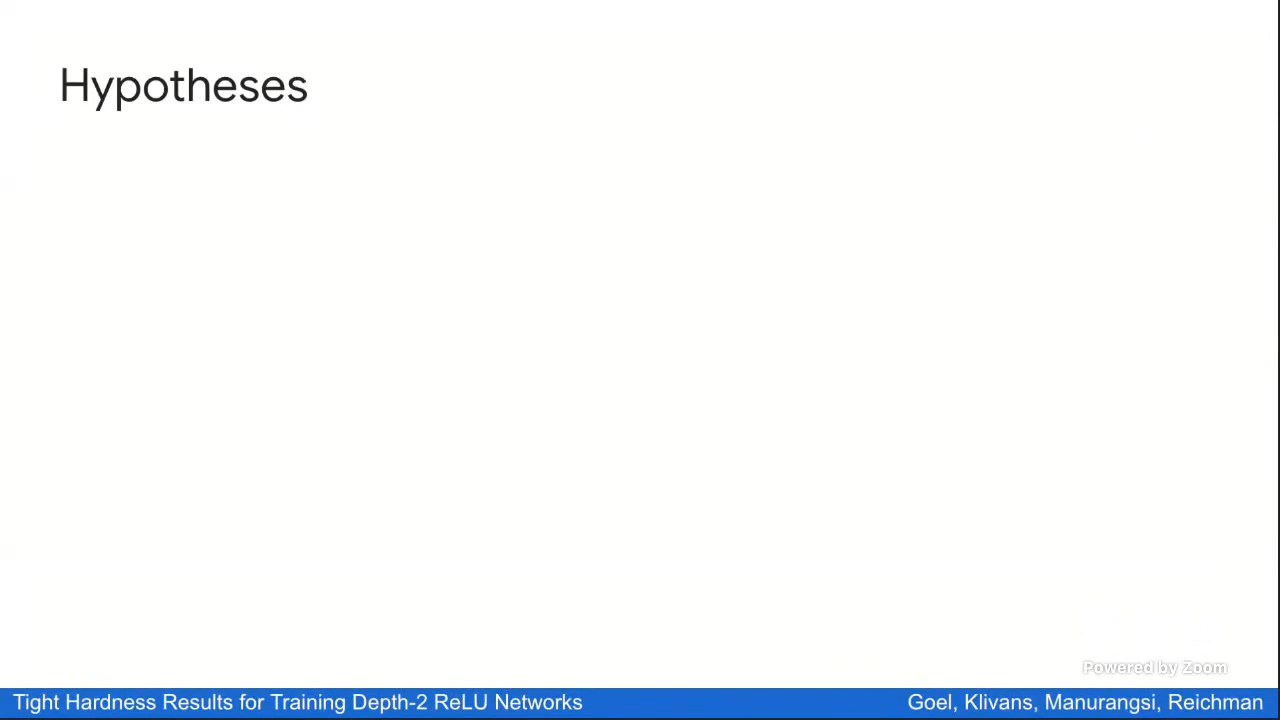 Hypotheses
Powered by Zoom
Tight Hardness Results for Training Depth-2 ReLU Networks
Goel, Klivans, Manurangsi, Reichman